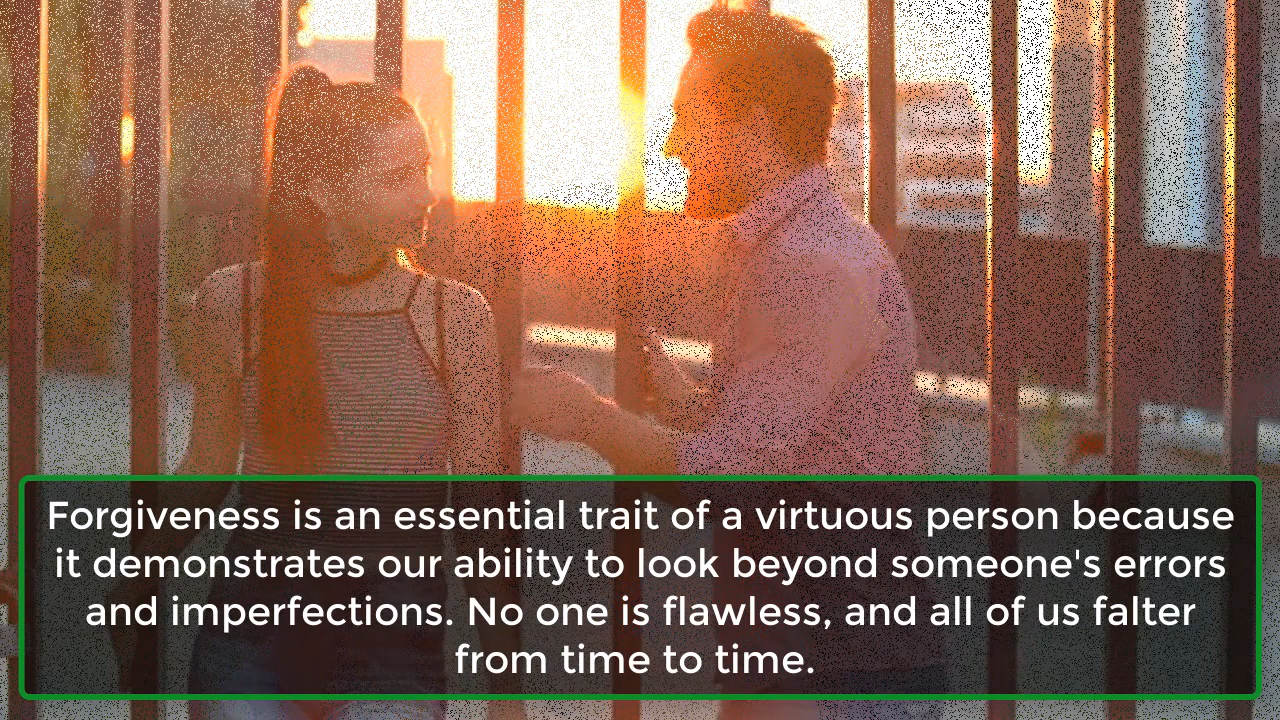 Forgiveness is an essential trait of a virtuous person because
it demonstrates our ability to look beyond someone's errors
and imperfections. No one is flawless, and all of us falter
from time to time.